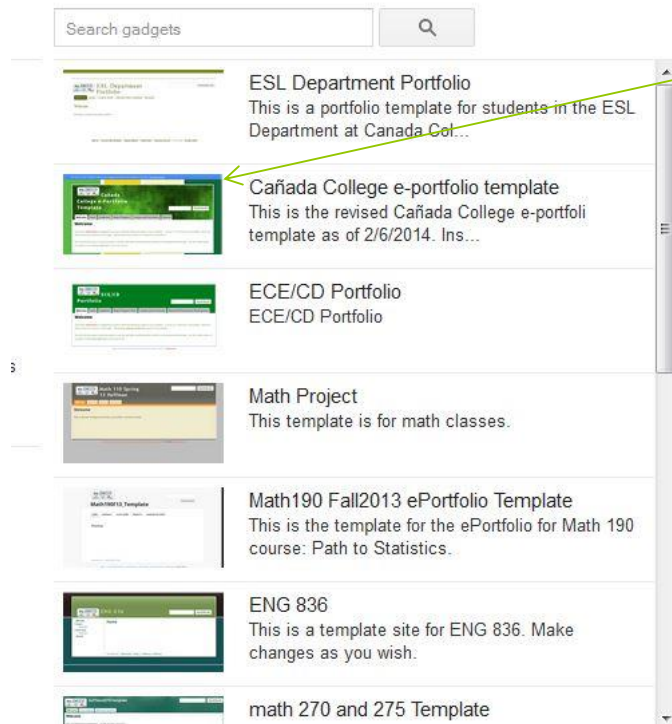 Search gadgets
ESL Department Portfolio
This is a portfolio template for students in the ESL
Department at Canada Col...
Cañada College e-portfolio template
This is the revised Cañada College e-portfoli
template as of 2/6/2014. Ins...
ECE/CD Portfolio
ECE/CD Portfolio
s
Math Project
This template is for math classes.
Math190 Fall2013 ePortfolio Template
This is the template for the ePortfolio for Math 190
course: Path to Statistics.
ENG 836
This is a template site for ENG 836. Make
changes as you wish.
math 270 and 275 Template